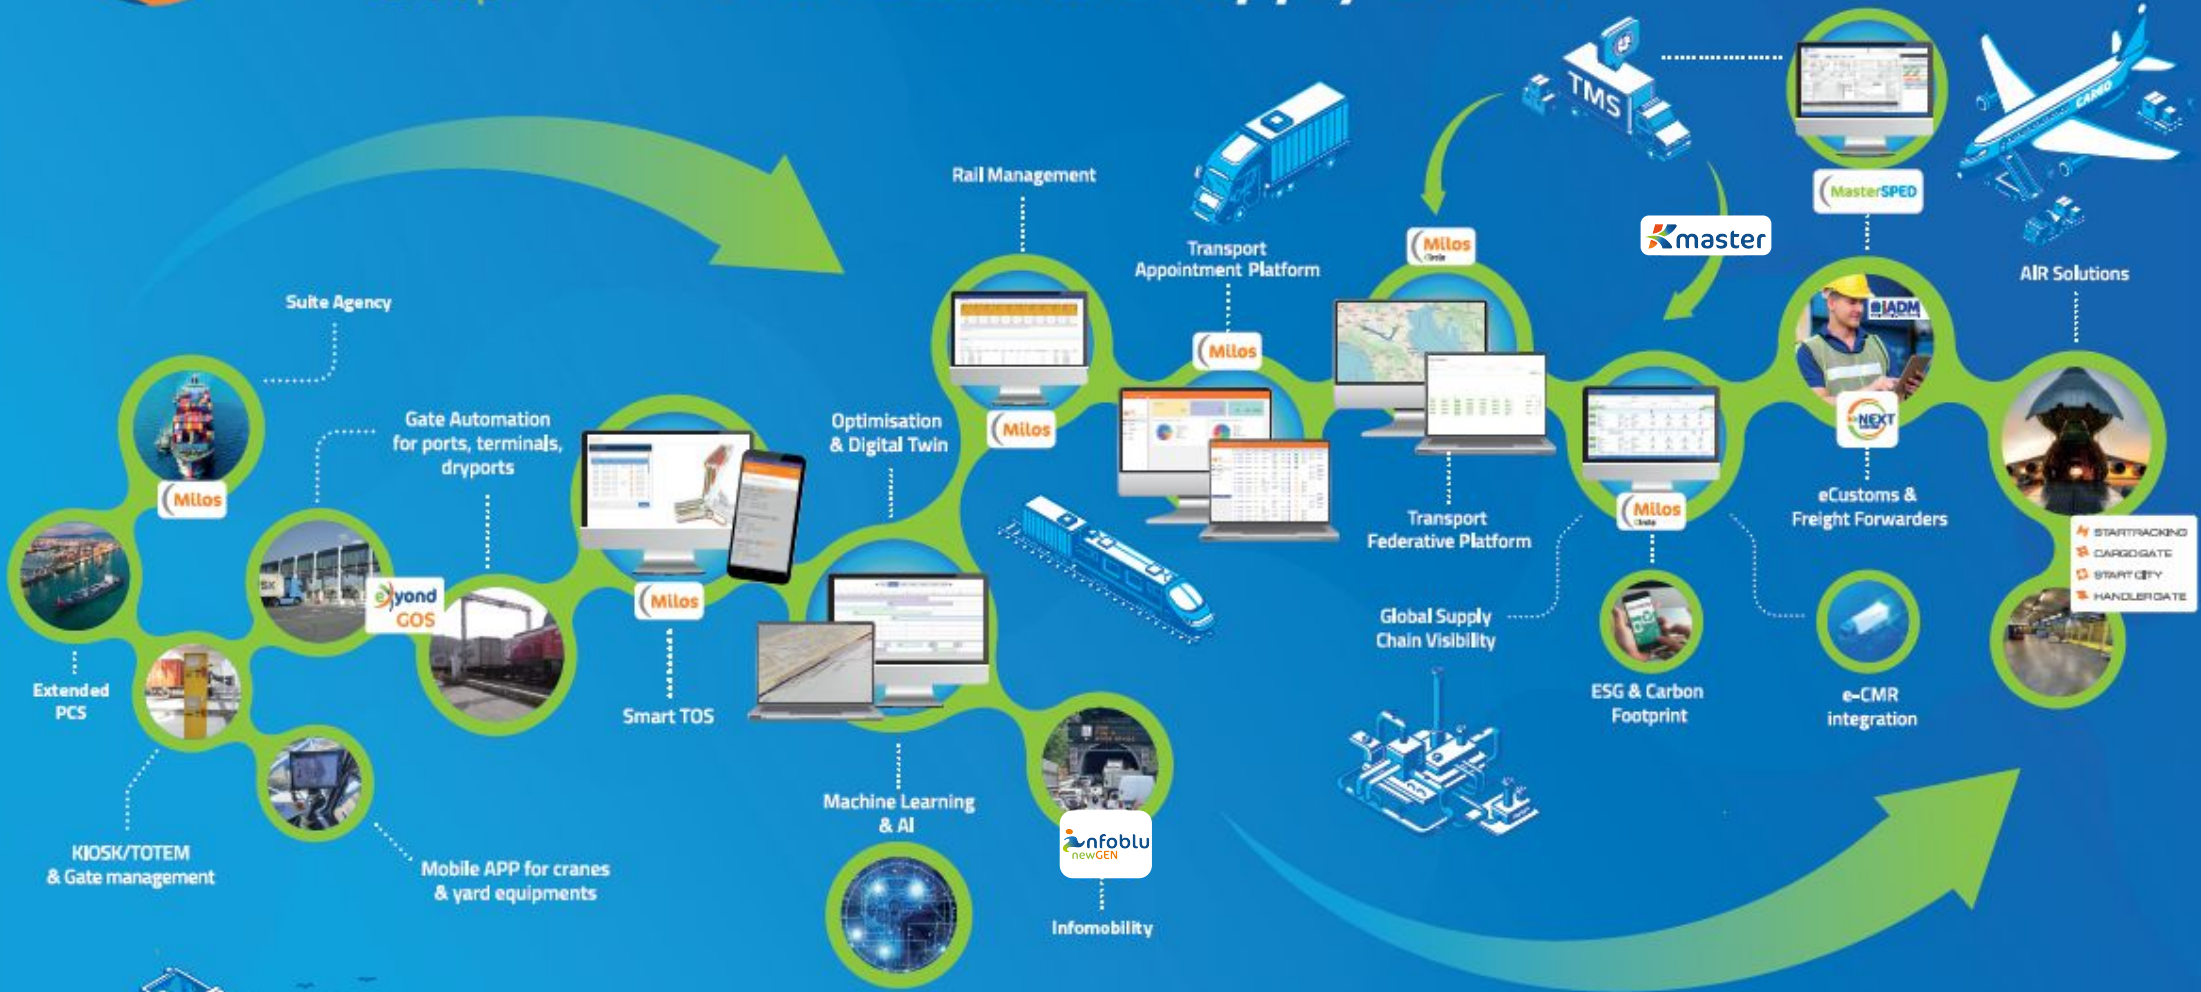 TMS
CARGO
MasterSPED
Rail Management
Kmaster
Transport
Appointment Platform
Milos
AIR Solutions
Suite Agency
IADM
Milos
Gate Automation
for ports, terminals,
dryports
Optimisation
& Digital Twin
Milos
NEXT
Milos
eCustoms &
Freight Forwarders
Milos
Transport
Federative Platform
STARTRACKING
CARGOGATE
START CITY
HANDLERGATE
eXyond
GOS
Milos
Global Supply
Chain Visibility
Extended
PCS
Smart TOS
ESG & Carbon
Footprint
e-CMR
integration
Machine Learning
& AI
infoblu
newGEN
KIOSK/TOTEM
& Gate management
Mobile APP for cranes
& yard equipments
Infomobility